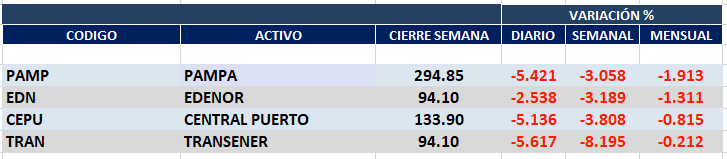 VARIACIÓN %
CODIGO ACTIVO CIERRE SEMANA DIARIO SEMANAL MENSUAL
PAMP PAMPA 294.85 -5.421 -3.058 -1.913
EDN EDENOR 94.10 -2.538 -3.189 -1.311
CEPU CENTRAL PUERTO 133.90 -5.136 -3.808 -0.815
TRAN TRANSENER 94.10 -5.617 -8.195 -0.212